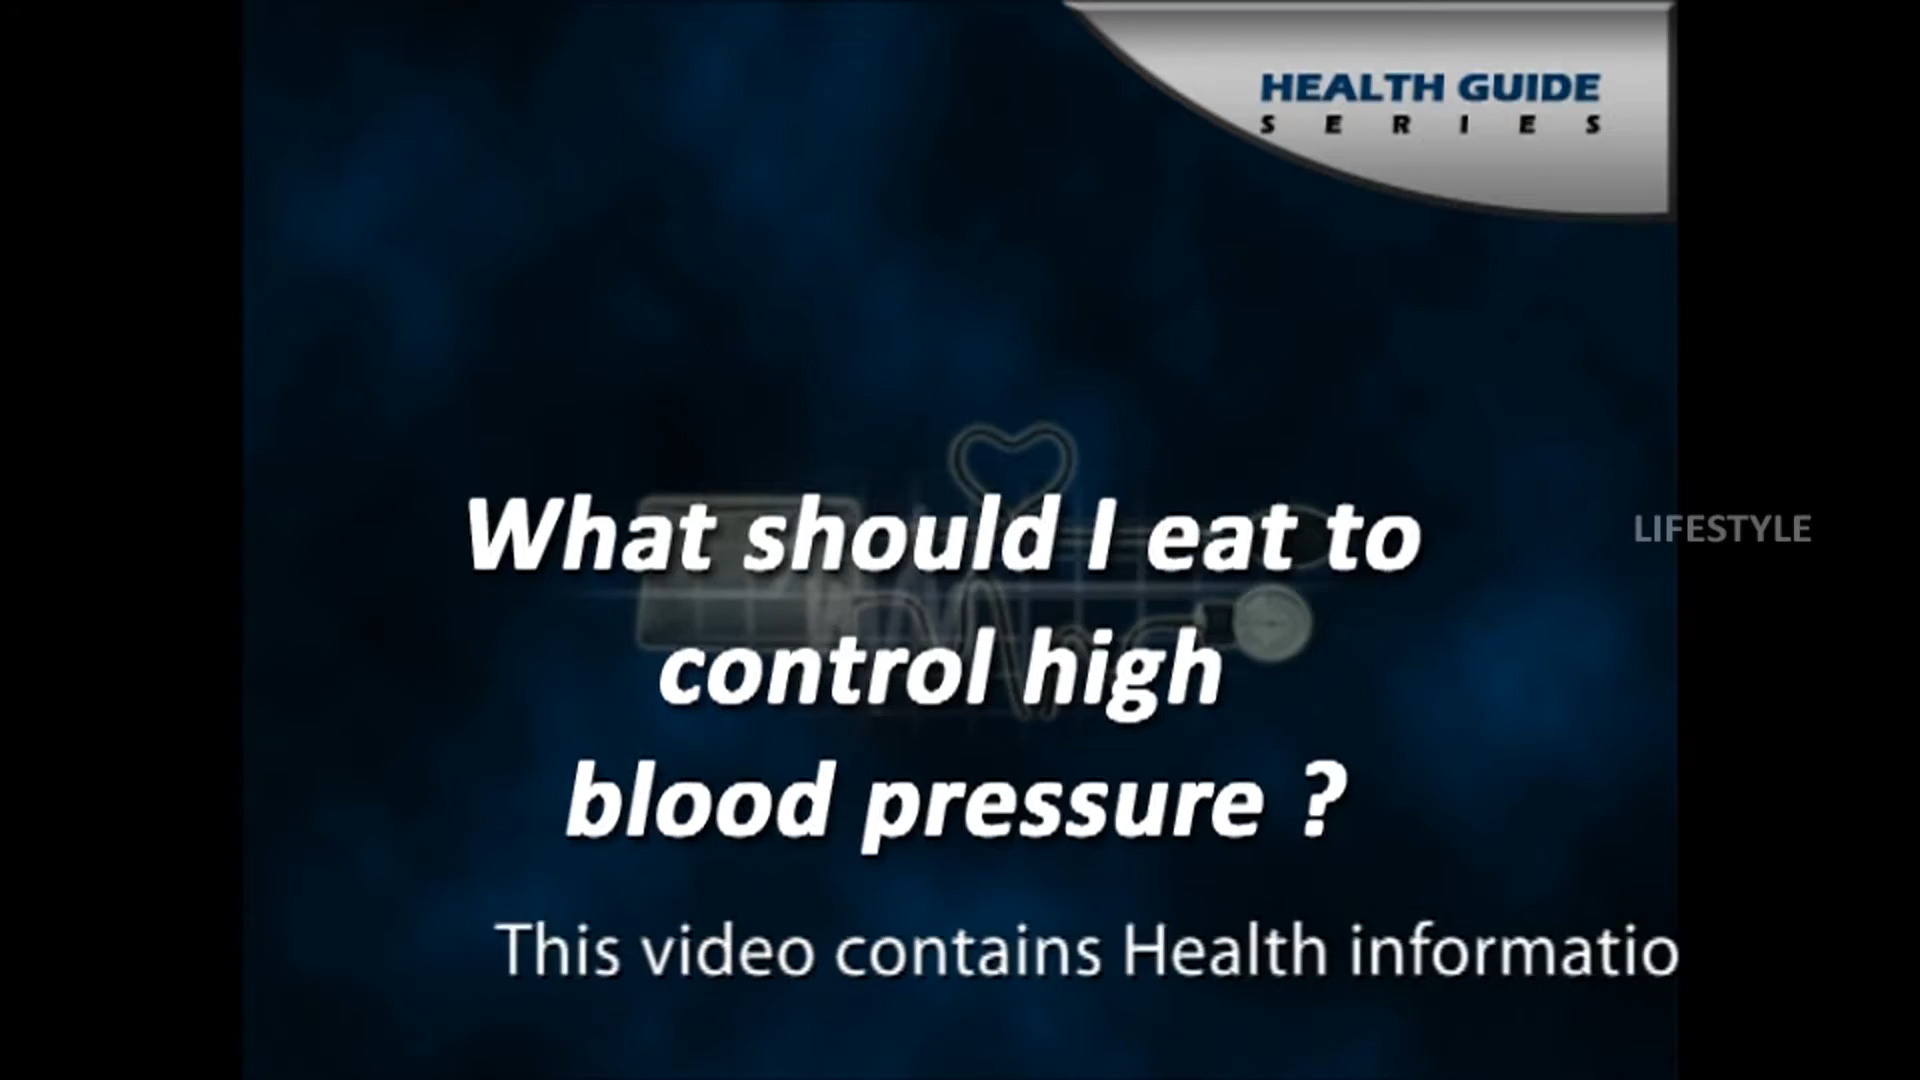 HEALTH GUIDE
SERIES
What should I eat to
LIFESTYLE
control high
blood pressure ?
This video contains Health informatio